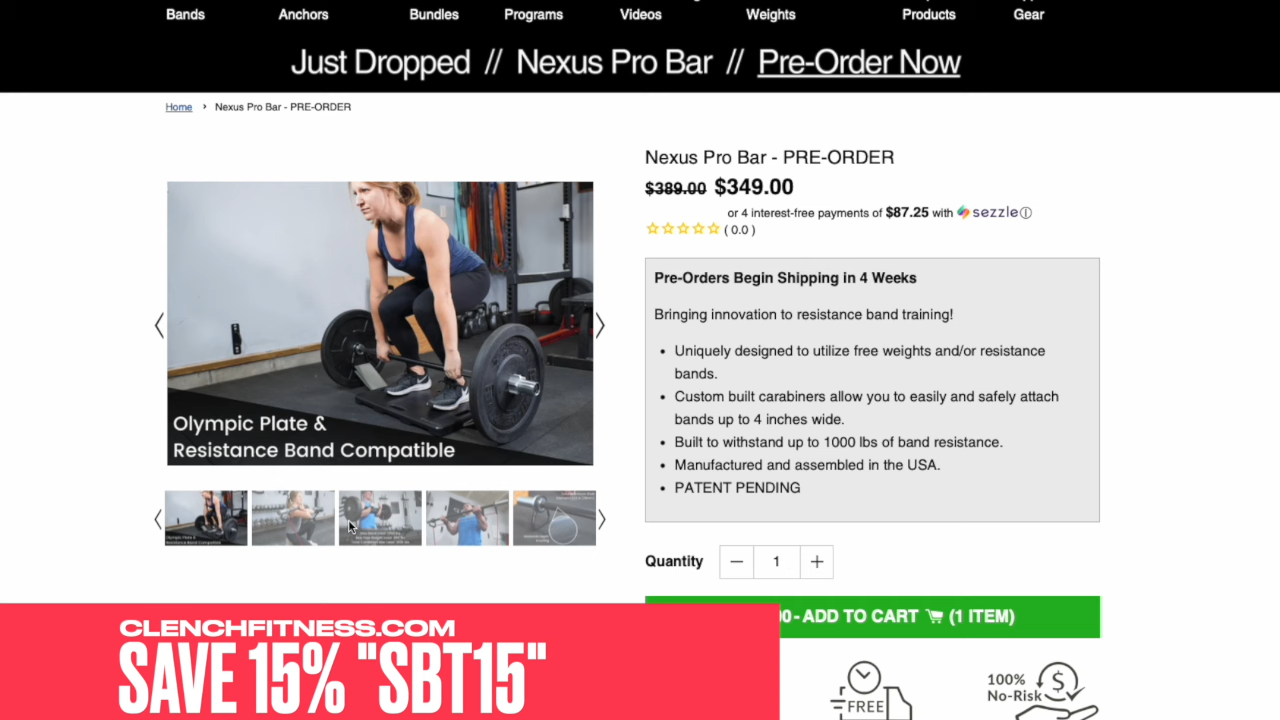 Bands
Anchors
Bundles
Programs
Videos
Weights
Products
Gear
Just Dropped // Nexus Pro Bar // Pre-Order Now
Home › Nexus Pro Bar - PRE-ORDER
Nexus Pro Bar - PRE-ORDER
$389.00 $349.00
or 4 interest-free payments of $87.25 with sezzle
( 0.0 )
Pre-Orders Begin Shipping in 4 Weeks
Bringing innovation to resistance band training!
• Uniquely designed to utilize free weights and/or resistance
bands.
• Custom built carabiners allow you to easily and safely attach
bands up to 4 inches wide.
• Built to withstand up to 1000 lbs of band resistance.
• Manufactured and assembled in the USA.
• PATENT PENDING
Olympic Plate &
Resistance Band Compatible
Quantity
1
0 - ADD TO CART (1 ITEM)
FREE
100%
No-Risk
CLENCHFITNESS.COM
SAVE 15% "SBT15"